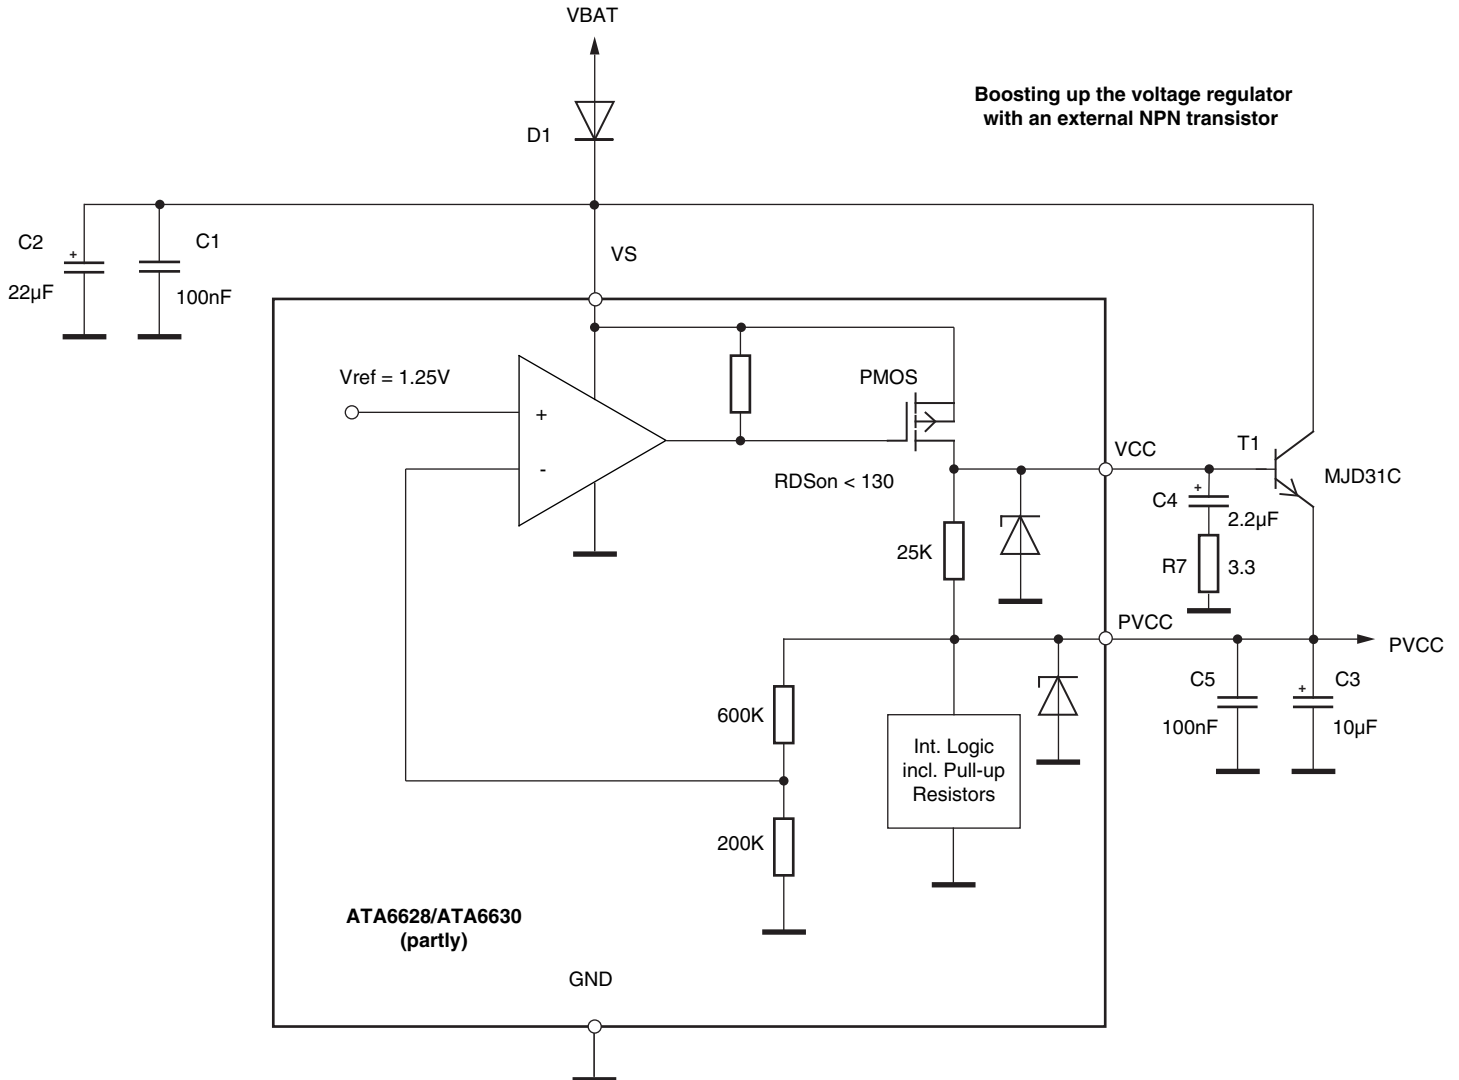 VBAT
Boosting up the voltage regulator
with an external NPN transistor
D1
C2
+
22µF
C1
100nF
VS
Vref = 1.25V
+
-
PMOS
RDSon < 130
VCC
T1
MJD31C
C4
+
2.2µF
25K
R7
3.3
PVCC
PVCC
C5
100nF
C3
+
10µF
600K
Int. Logic
incl. Pull-up
Resistors
200K
ATA6628/ATA6630
(partly)
GND